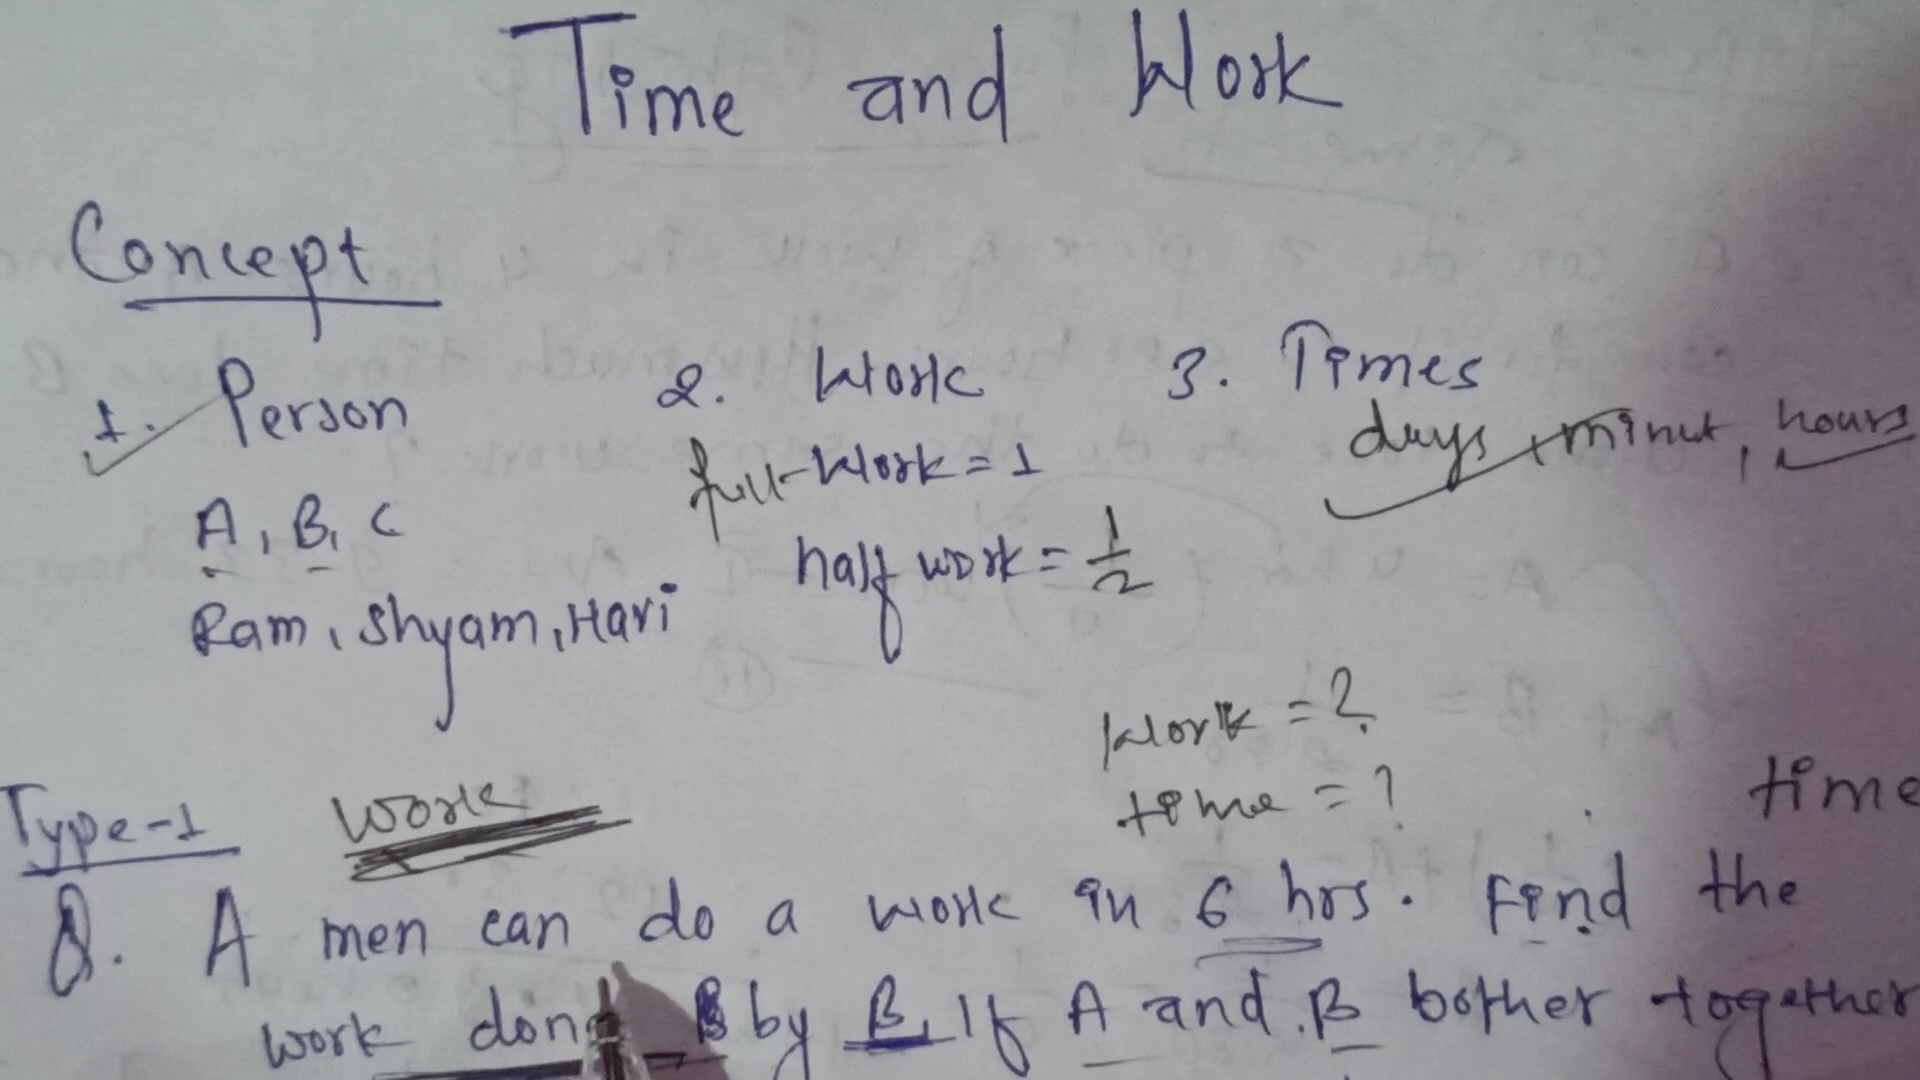 Time and Work
Concept
1. Person 2. Work 3. Times
full-work = 1 days, minut, hours
A, B, C
half work = 1/2
Ram, Shyam, Hari
Work = ?
Type-1 Work time = ? time
Q. A men can do a work in 6 hrs. Find the
work done by B, If A and B bother together